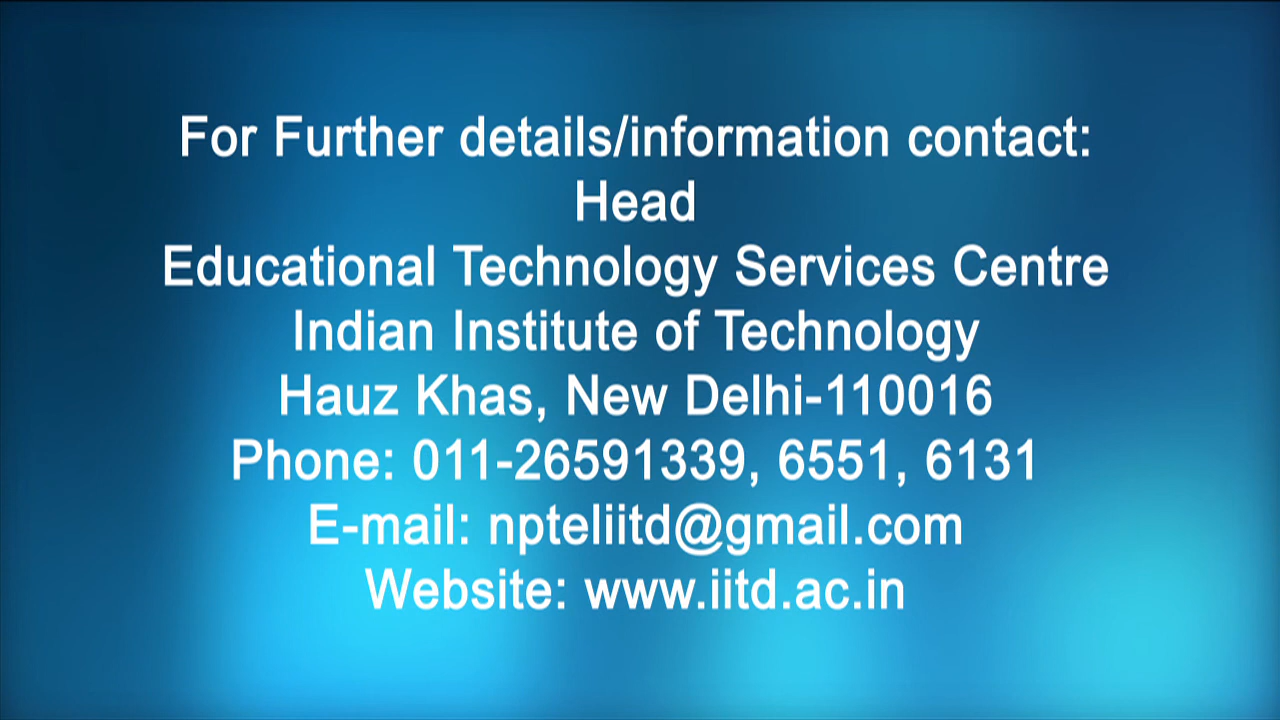 For Further details/information contact:
Head
Educational Technology Services Centre
Indian Institute of Technology
Hauz Khas, New Delhi-110016
Phone: 011-26591339, 6551, 6131
E-mail: npteliitd@gmail.com
Website: www.iitd.ac.in